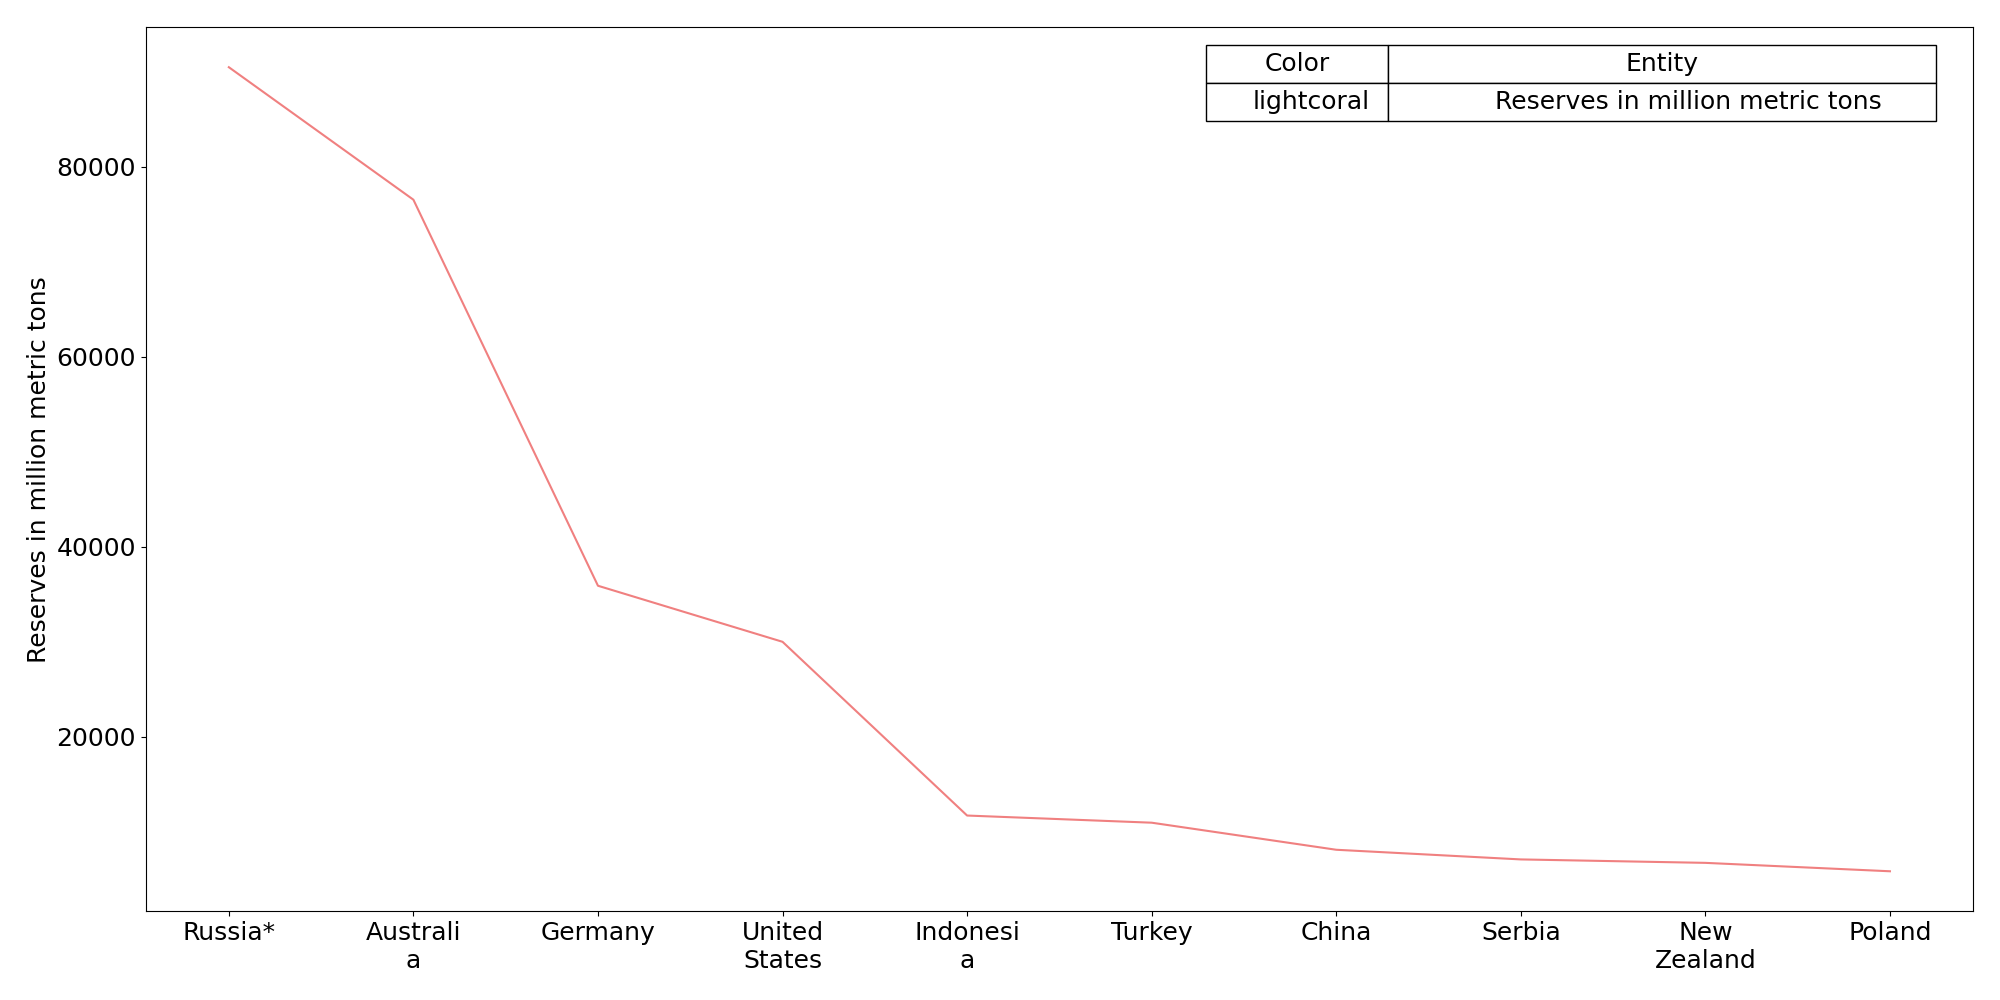 Color Entity
lightcoral Reserves in million metric tons
Reserves in million metric tons
80000
60000
40000
20000
Russia* Australi Germany United Indonesi Turkey China Serbia New Poland
a States a Zealand